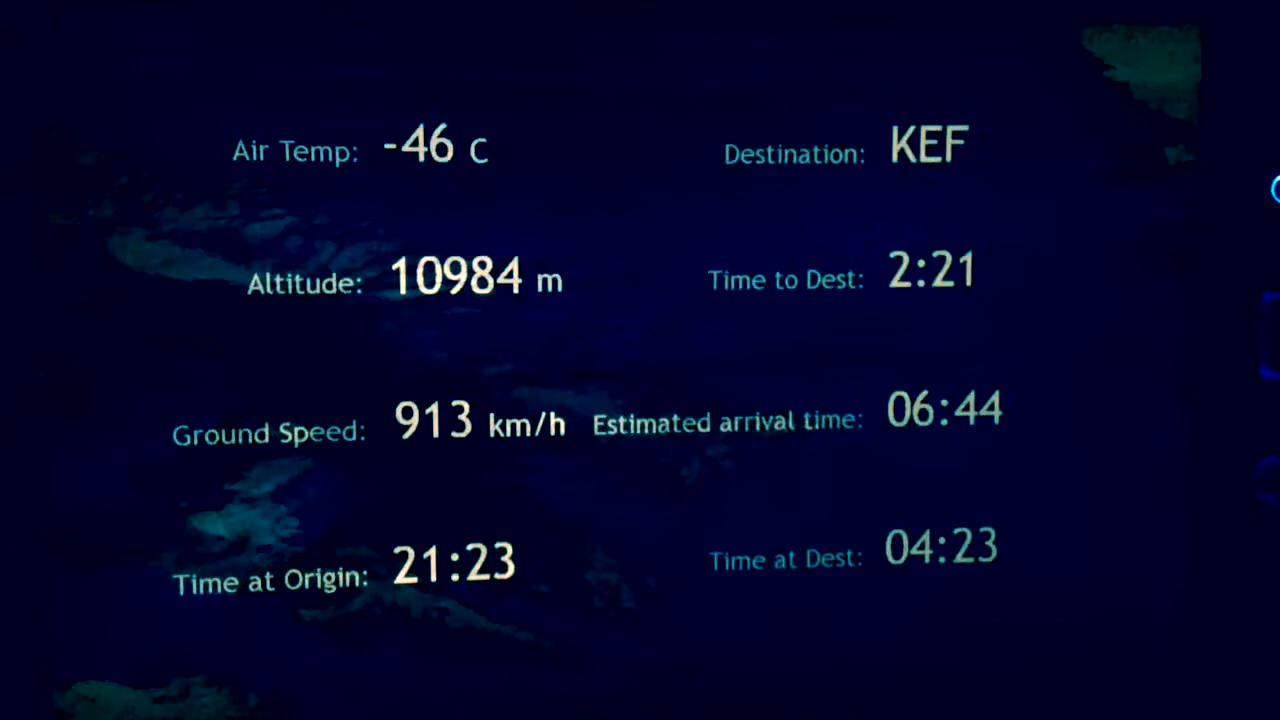 Air Temp: -46 C
Destination: KEF
Altitude: 10984 m
Time to Dest: 2:21
Ground Speed: 913 km/h
Estimated arrival time: 06:44
Time at Origin: 21:23
Time at Dest: 04:23